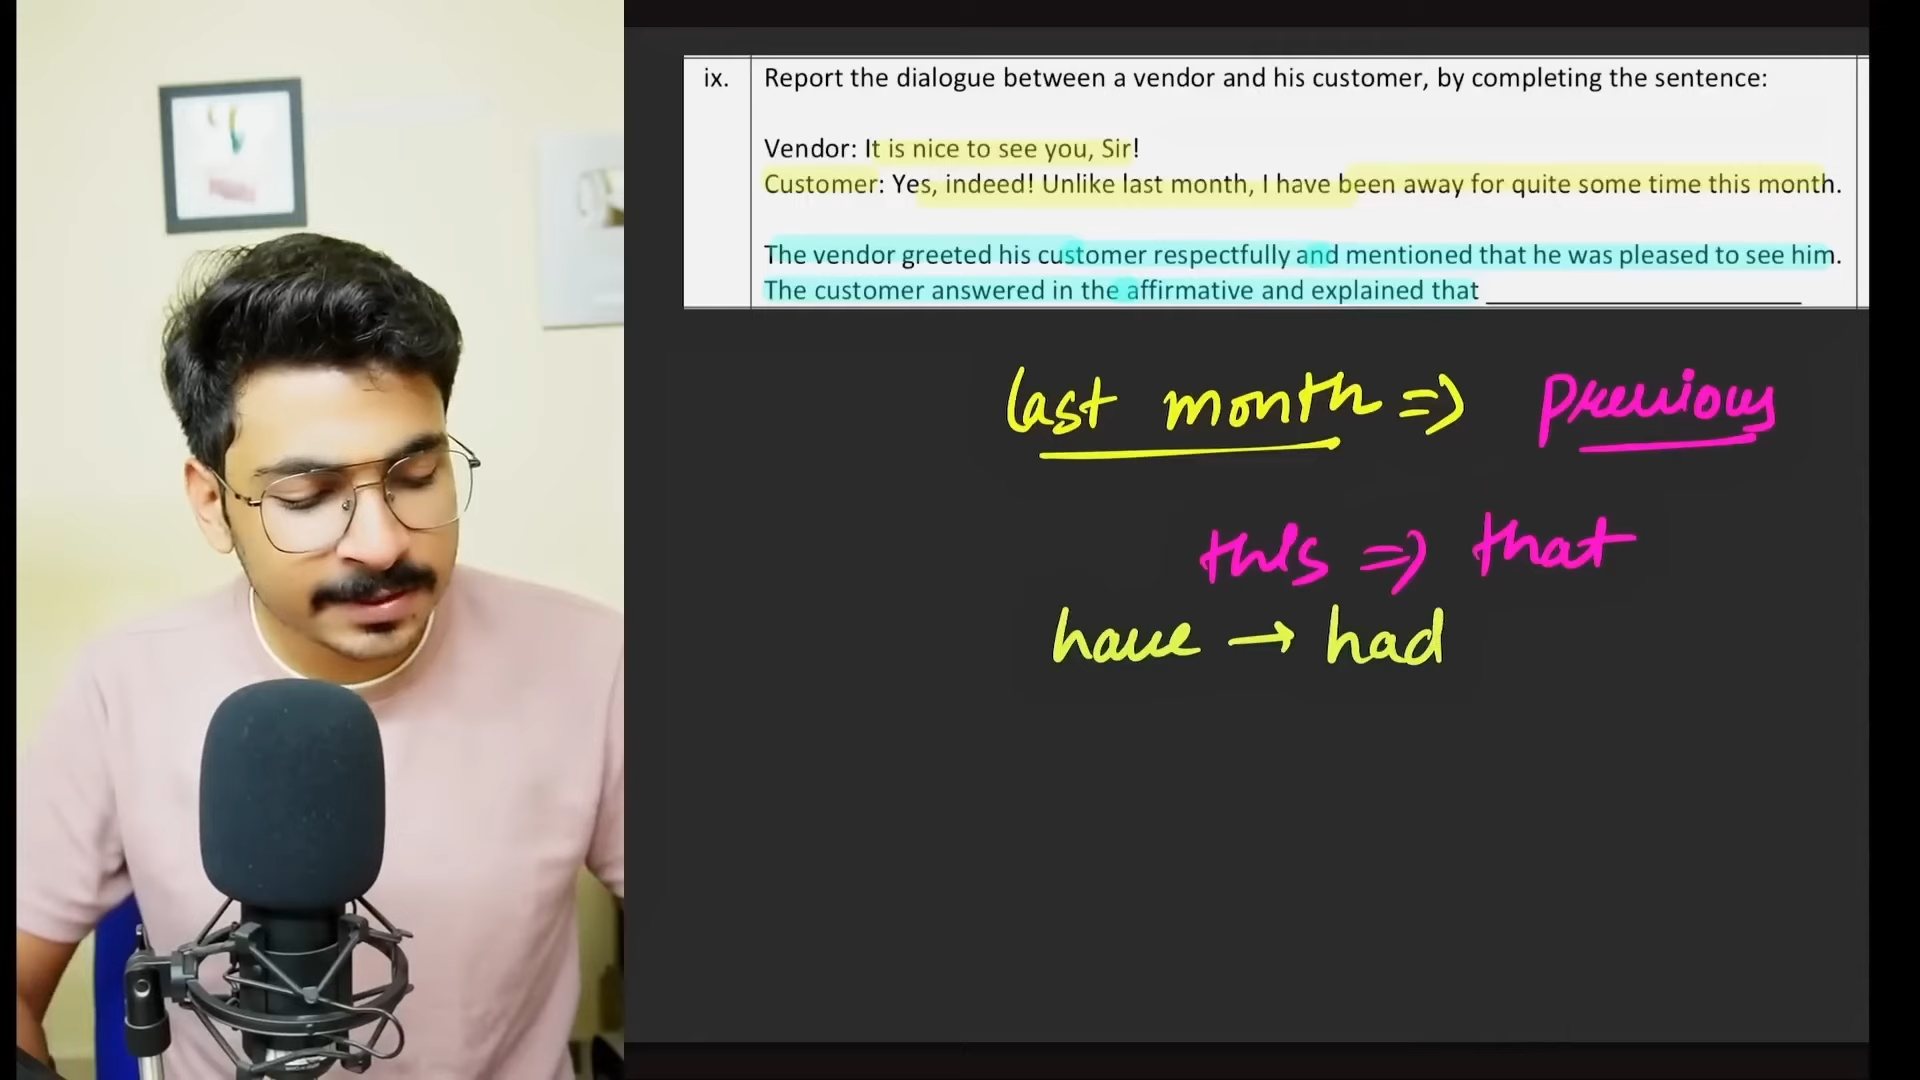 ix. Report the dialogue between a vendor and his customer, by completing the sentence:
Vendor: It is nice to see you, Sir!
Customer: Yes, indeed! Unlike last month, I have been away for quite some time this month.
The vendor greeted his customer respectfully and mentioned that he was pleased to see him.
The customer answered in the affirmative and explained that ____________________
last month => previous
this => that
have → had